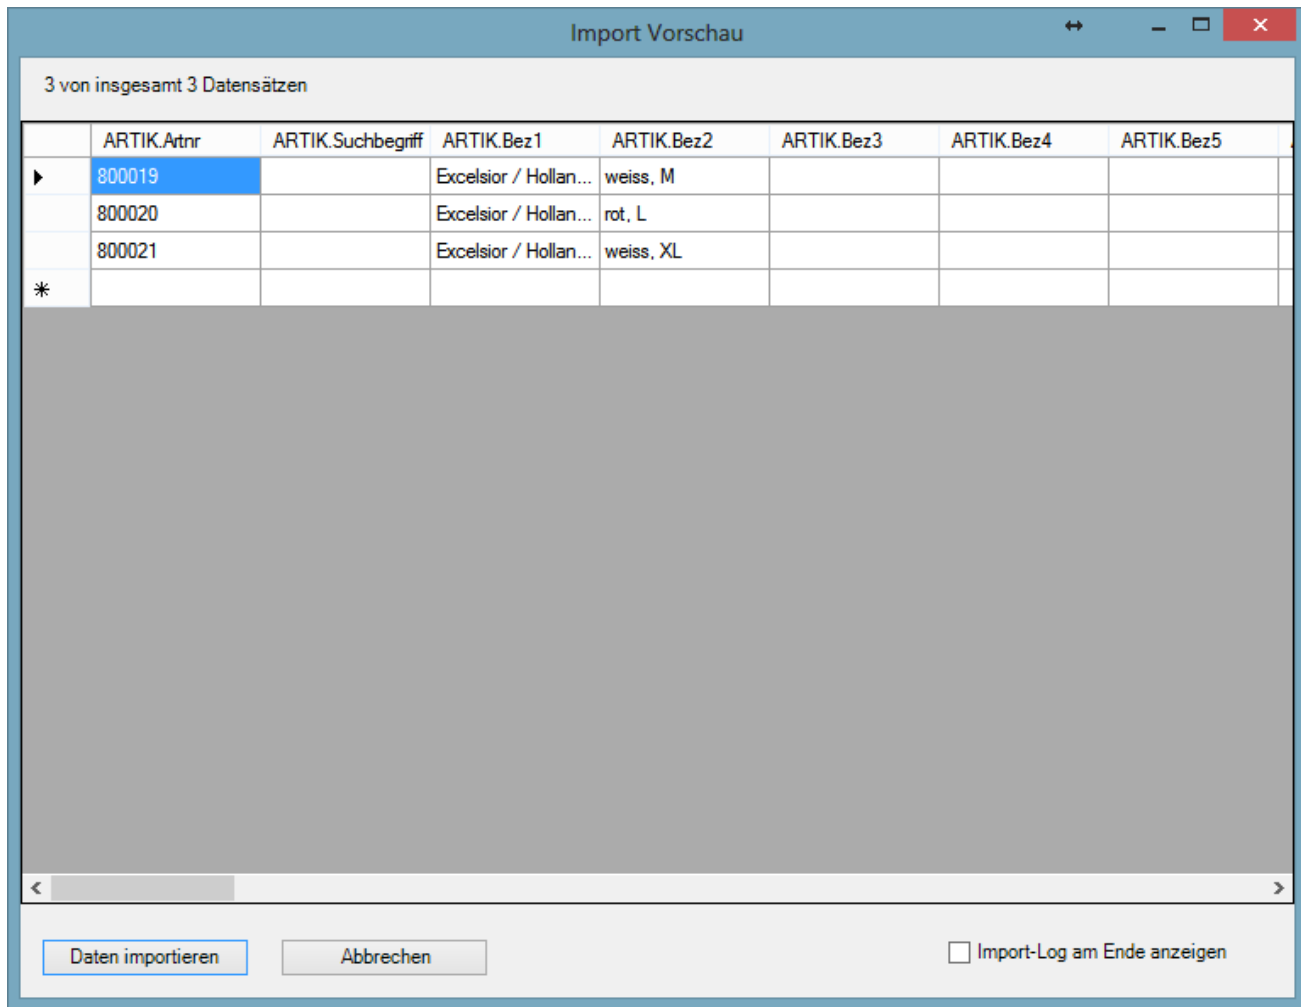 Import Vorschau
3 von insgesamt 3 Datensätzen
ARTIK.Artnr ARTIK.Suchbegriff ARTIK.Bez1 ARTIK.Bez2 ARTIK.Bez3 ARTIK.Bez4 ARTIK.Bez5
800019 Excelsior / Hollan... weiss, M
800020 Excelsior / Hollan... rot, L
800021 Excelsior / Hollan... weiss, XL
Daten importieren Abbrechen Import-Log am Ende anzeigen